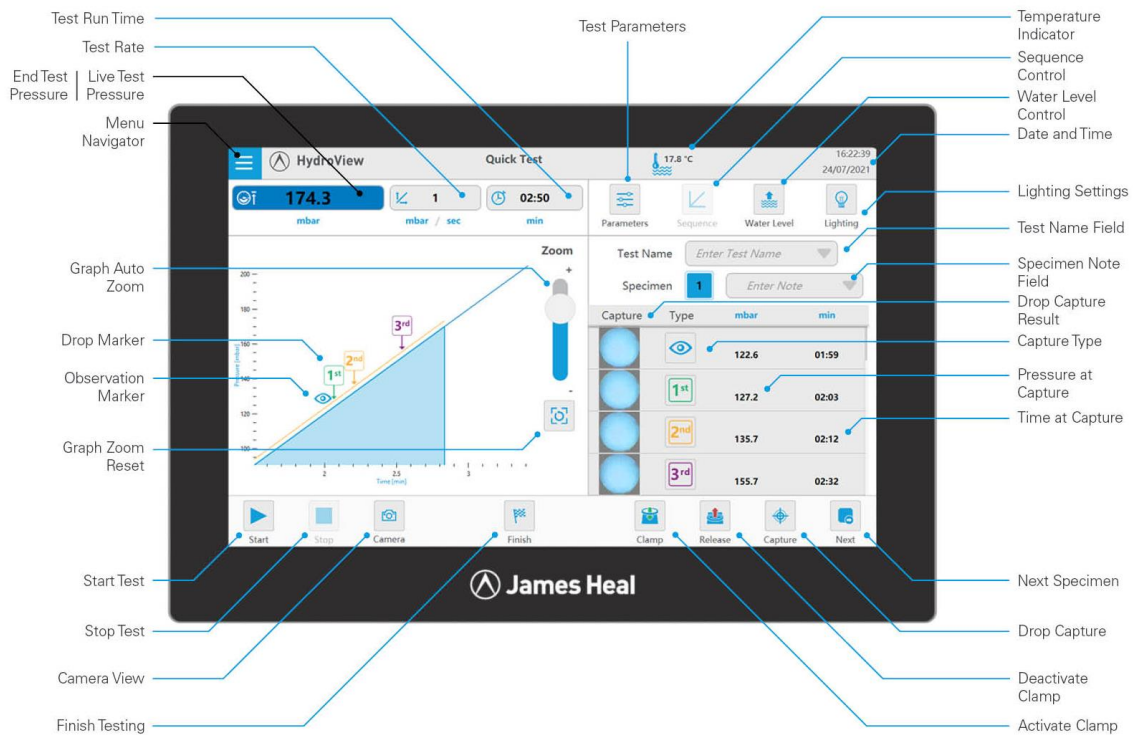 Test Run Time
Test Rate
End Test Pressure | Live Test Pressure
Menu
Navigator
Graph Auto
Zoom
Drop Marker
Observation
Marker
Graph Zoom
Reset
Start Test
Stop Test
Camera View
Finish Testing
Test Parameters
Temperature
Indicator
Sequence
Control
Water Level
Control
Date and Time
Lighting Settings
Test Name Field
Specimen Note
Field
Drop Capture
Result
Capture Type
Pressure at
Capture
Time at Capture
Next Specimen
Drop Capture
Deactivate
Clamp
Activate Clamp
HydroView
Quick Test
17.8 °C
16:22:39
24/07/2021
174.3
1
02:50
mbar
mbar / sec
min
Parameters
Sequence
Water Level
Lighting
Zoom
+
-
200
180
160
140
120
100
Pressure [mbar]
2
2.5
3
Time [min]
1st
2nd
3rd
Test Name
Enter Test Name
Specimen
1
Enter Note
Capture Type mbar min
122.6 01:59
1st 127.2 02:03
2nd 135.7 02:12
3rd 155.7 02:32
Start
Stop
Camera
Finish
Clamp
Release
Capture
Next
James Heal